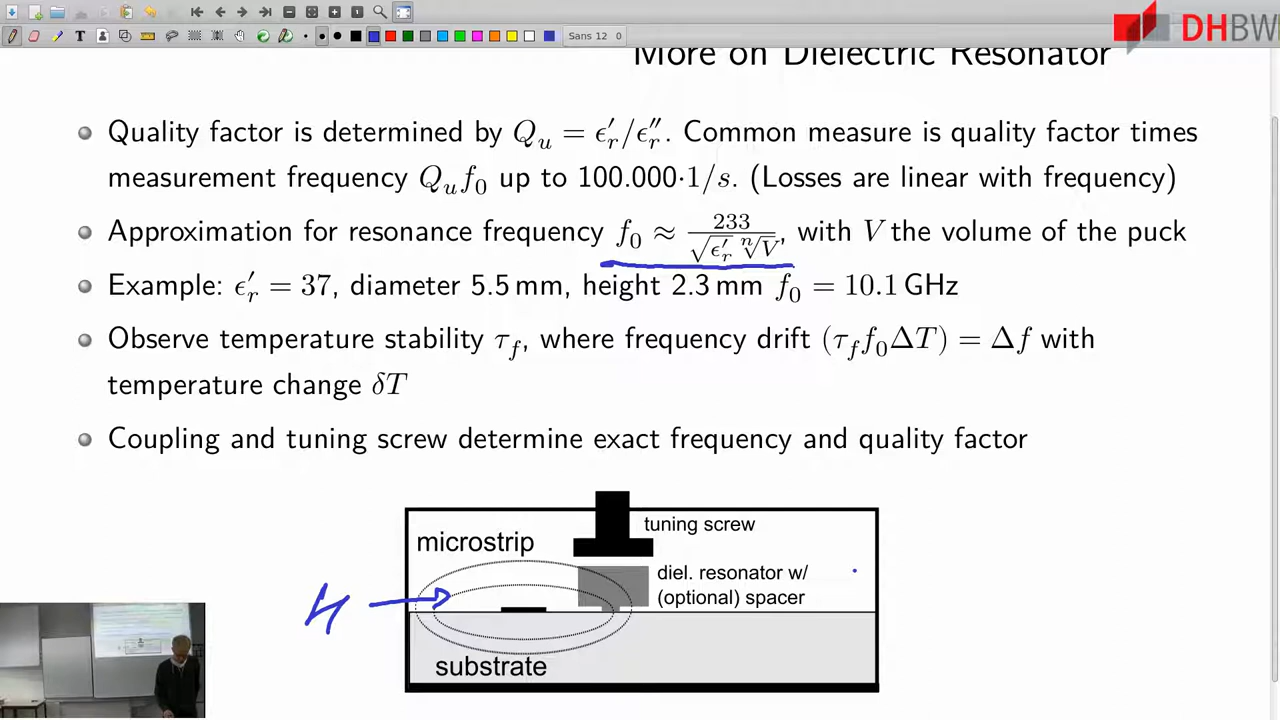 Sans 12 0
DHBW
More on Dielectric Resonator
Quality factor is determined by Q_u = ϵ′_r/ϵ″_r. Common measure is quality factor times
measurement frequency Q_u f_0 up to 100.000·1/s. (Losses are linear with frequency)
Approximation for resonance frequency f_0 ≈ 233/(√ϵ′_r ⁿ√V), with V the volume of the puck
Example: ϵ′_r = 37, diameter 5.5 mm, height 2.3 mm f_0 = 10.1 GHz
Observe temperature stability τ_f, where frequency drift (τ_f f_0 ΔT) = Δf with
temperature change δT
Coupling and tuning screw determine exact frequency and quality factor
tuning screw
microstrip
diel. resonator w/
(optional) spacer
H
substrate